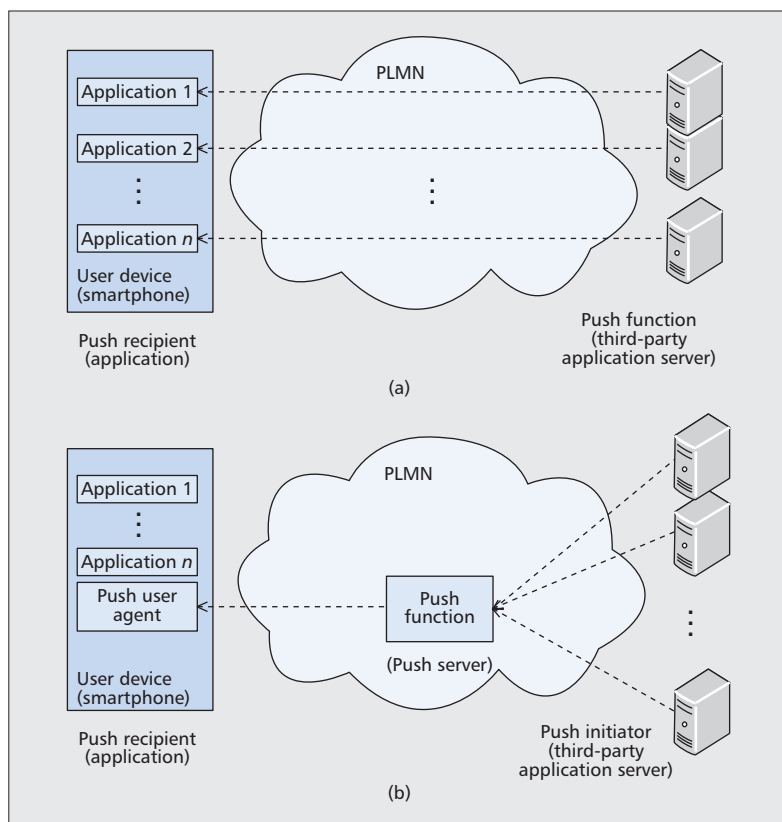 PLMN
Application 1
Application 2
Application n
User device
(smartphone)
Push recipient
(application)
Push function
(third-party
application server)
(a)
PLMN
Application 1
Application n
Push user
agent
Push
function
(Push server)
User device
(smartphone)
Push recipient
(application)
Push initiator
(third-party
application server)
(b)